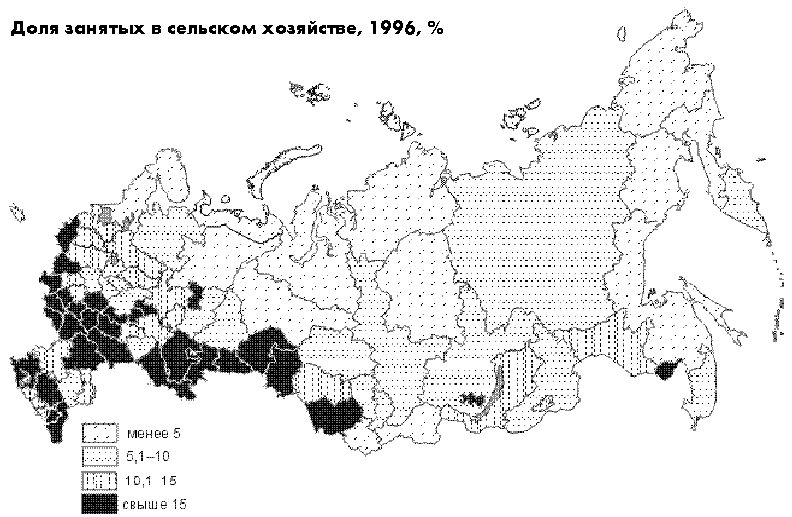 Доля занятых в сельском хозяйстве, 1996, %
менее 5
5,1–10
10,1–15
свыше 15